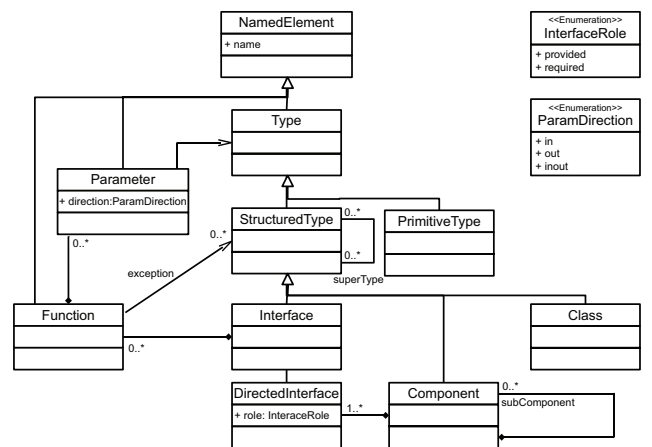 NamedElement
+ name
<<Enumeration>>
InterfaceRole
+ provided
+ required
Type
<<Enumeration>>
ParamDirection
+ in
+ out
+ inout
Parameter
+ direction:ParamDirection
0..*
StructuredType
0..*
0..*
0..*
superType
PrimitiveType
exception
Function
0..*
Interface
Class
DirectedInterface
+ role: InteraceRole
1..*
Component
0..*
subComponent